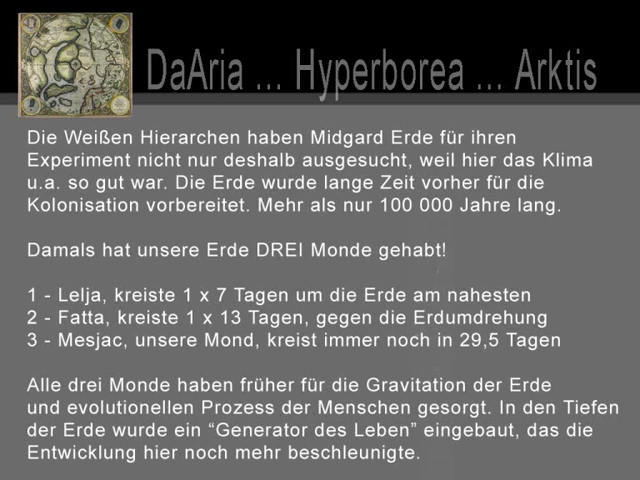 DaAria ... Hyperborea ... Arktis
Die Weißen Hierarchen haben Midgard Erde für ihren
Experiment nicht nur deshalb ausgesucht, weil hier das Klima
u.a. so gut war. Die Erde wurde lange Zeit vorher für die
Kolonisation vorbereitet. Mehr als nur 100 000 Jahre lang.
Damals hat unsere Erde DREI Monde gehabt!
1 - Lelja, kreiste 1 x 7 Tagen um die Erde am nahesten
2 - Fatta, kreiste 1 x 13 Tagen, gegen die Erdumdrehung
3 - Mesjac, unsere Mond, kreist immer noch in 29,5 Tagen
Alle drei Monde haben früher für die Gravitation der Erde
und evolutionellen Prozess der Menschen gesorgt. In den Tiefen
der Erde wurde ein “Generator des Leben” eingebaut, das die
Entwicklung hier noch mehr beschleunigte.